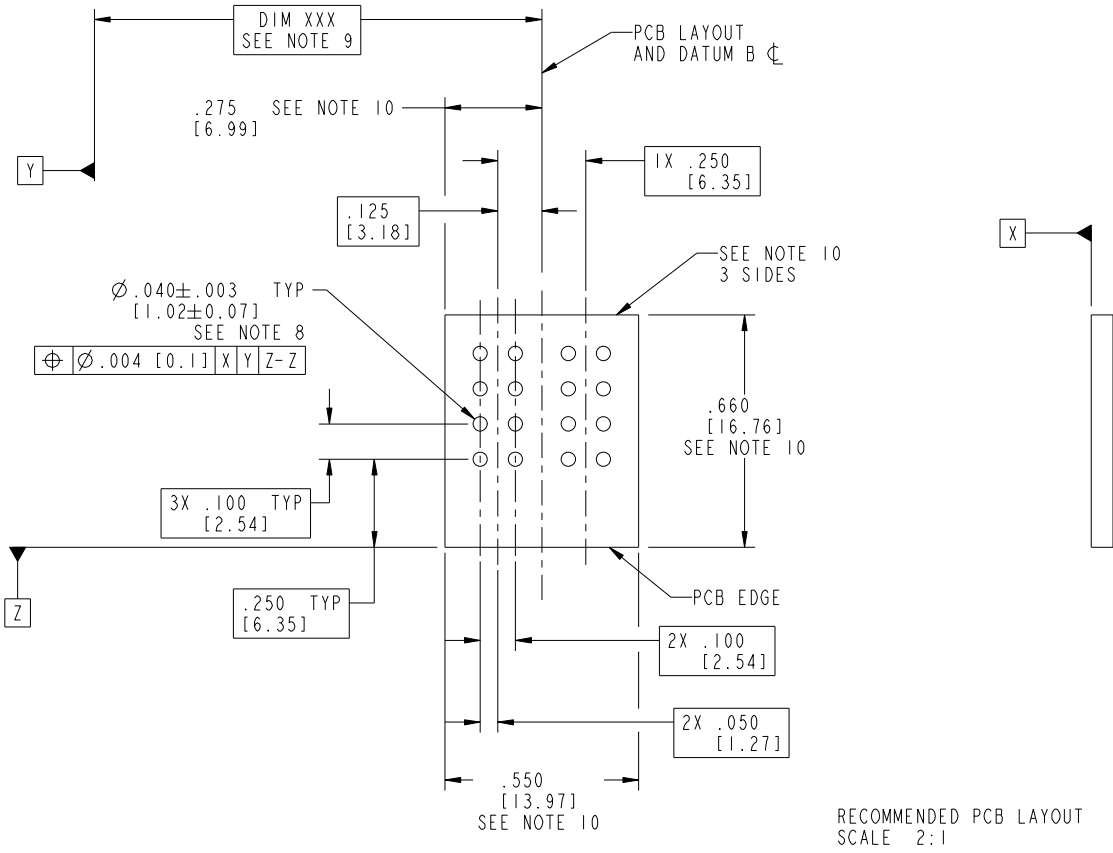 DIM XXX
SEE NOTE 9
PCB LAYOUT
AND DATUM B ℄
.275 SEE NOTE 10
[6.99]
Y
1X .250
[6.35]
.125
[3.18]
X
SEE NOTE 10
3 SIDES
Ø.040±.003 TYP
[1.02±0.07]
SEE NOTE 8
⌖ Ø.004 [0.1] X Y Z-Z
.660
[16.76]
SEE NOTE 10
3X .100 TYP
[2.54]
Z
.250 TYP
[6.35]
PCB EDGE
2X .100
[2.54]
2X .050
[1.27]
.550
[13.97]
SEE NOTE 10
RECOMMENDED PCB LAYOUT
SCALE 2:1